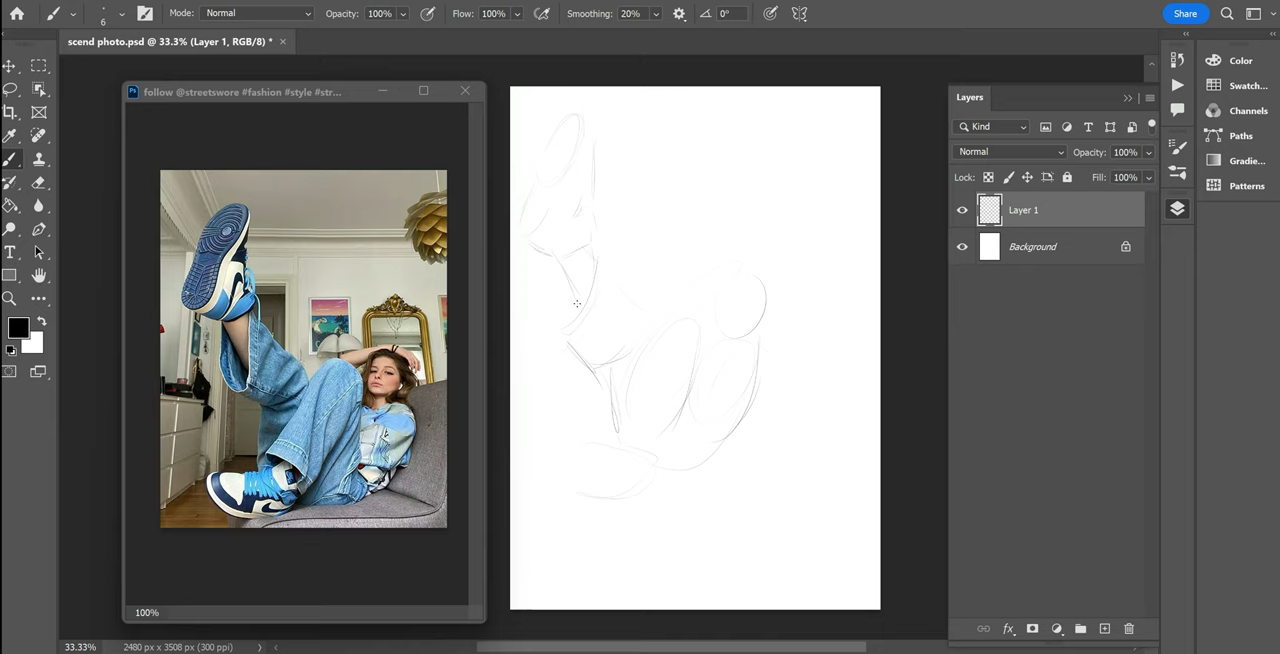 6
Mode: Normal
Opacity: 100%
Flow: 100%
Smoothing: 20%
0°
Share
scend photo.psd @ 33.3% (Layer 1, RGB/8) *
follow @streetswore #fashion #style #str...
100%
Layers
Kind
Normal
Opacity: 100%
Lock:
Fill: 100%
Layer 1
Background
Color
Swatch...
Channels
Paths
Gradie...
Patterns
33.33%
2480 px x 3508 px (300 ppi)